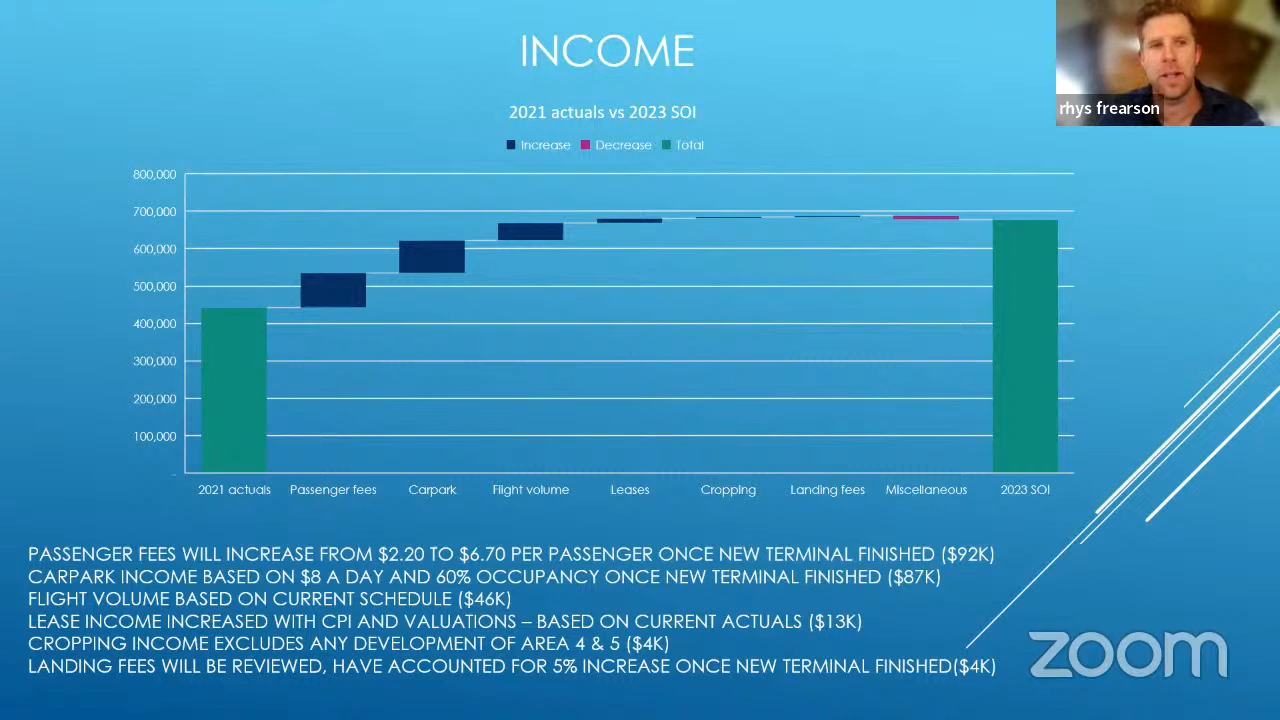 INCOME
rhys frearson
2021 actuals vs 2023 SOI
Increase Decrease Total
800,000
700,000
600,000
500,000
400,000
300,000
200,000
100,000
-
2021 actuals Passenger fees Carpark Flight volume Leases Cropping Landing fees Miscellaneous 2023 SOI
PASSENGER FEES WILL INCREASE FROM $2.20 TO $6.70 PER PASSENGER ONCE NEW TERMINAL FINISHED ($92K)
CARPARK INCOME BASED ON $8 A DAY AND 60% OCCUPANCY ONCE NEW TERMINAL FINISHED ($87K)
FLIGHT VOLUME BASED ON CURRENT SCHEDULE ($46K)
LEASE INCOME INCREASED WITH CPI AND VALUATIONS – BASED ON CURRENT ACTUALS ($13K)
CROPPING INCOME EXCLUDES ANY DEVELOPMENT OF AREA 4 & 5 ($4K)
LANDING FEES WILL BE REVIEWED, HAVE ACCOUNTED FOR 5% INCREASE ONCE NEW TERMINAL FINISHED($4K)
zoom